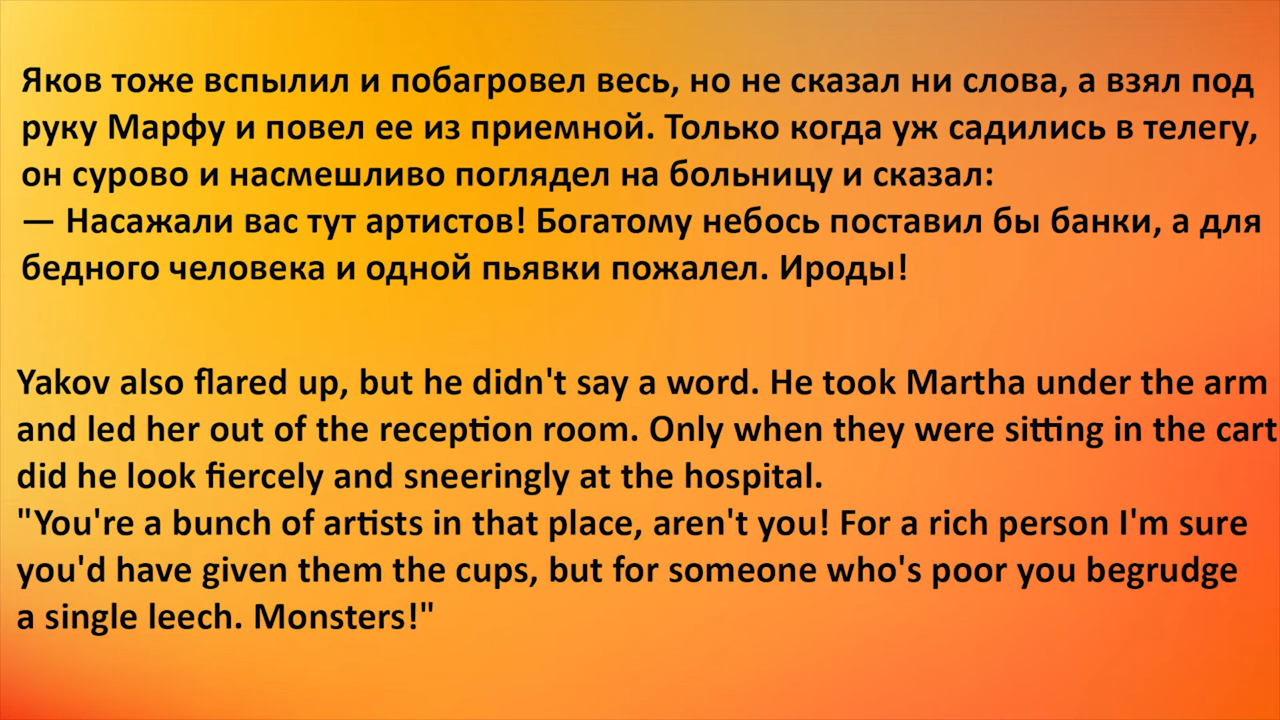 Яков тоже вспылил и побагровел весь, но не сказал ни слова, а взял под
руку Марфу и повел ее из приемной. Только когда уж садились в телегу,
он сурово и насмешливо поглядел на больницу и сказал:
— Насажали вас тут артистов! Богатому небось поставил бы банки, а для
бедного человека и одной пьявки пожалел. Ироды!
Yakov also flared up, but he didn't say a word. He took Martha under the arm
and led her out of the reception room. Only when they were sitting in the cart
did he look fiercely and sneeringly at the hospital.
"You're a bunch of artists in that place, aren't you! For a rich person I'm sure
you'd have given them the cups, but for someone who's poor you begrudge
a single leech. Monsters!"